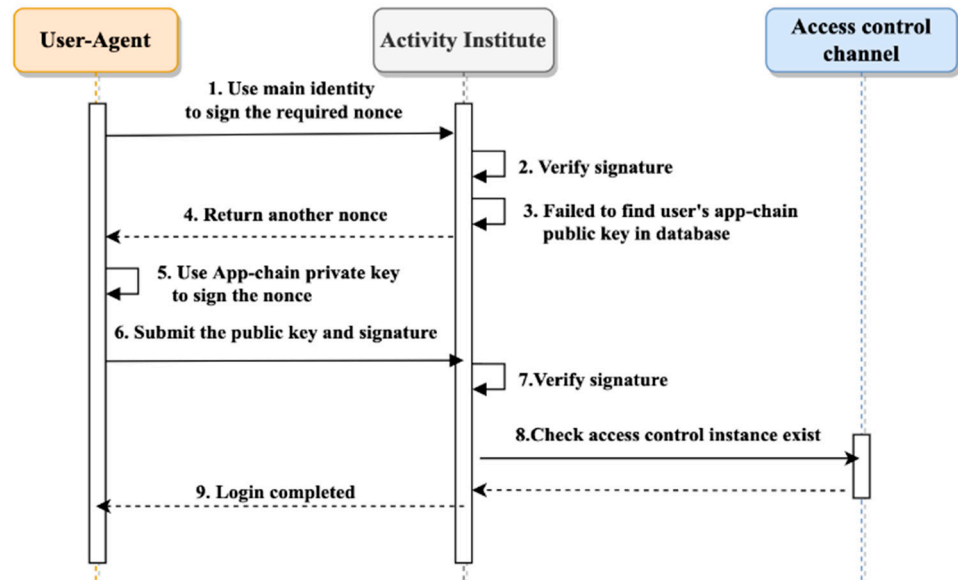 User-Agent
Activity Institute
Access control
channel
1. Use main identity
to sign the required nonce
2. Verify signature
3. Failed to find user's app-chain
public key in database
4. Return another nonce
5. Use App-chain private key
to sign the nonce
6. Submit the public key and signature
7.Verify signature
8.Check access control instance exist
9. Login completed